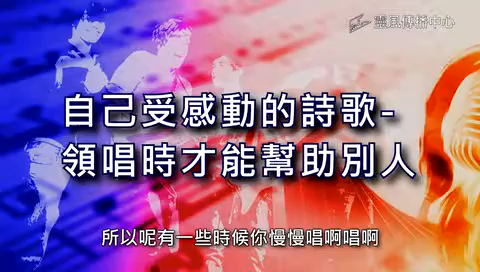 靈風傳播中心
自己受感動的詩歌-
領唱時才能幫助別人
所以呢有一些時候你慢慢唱啊唱啊